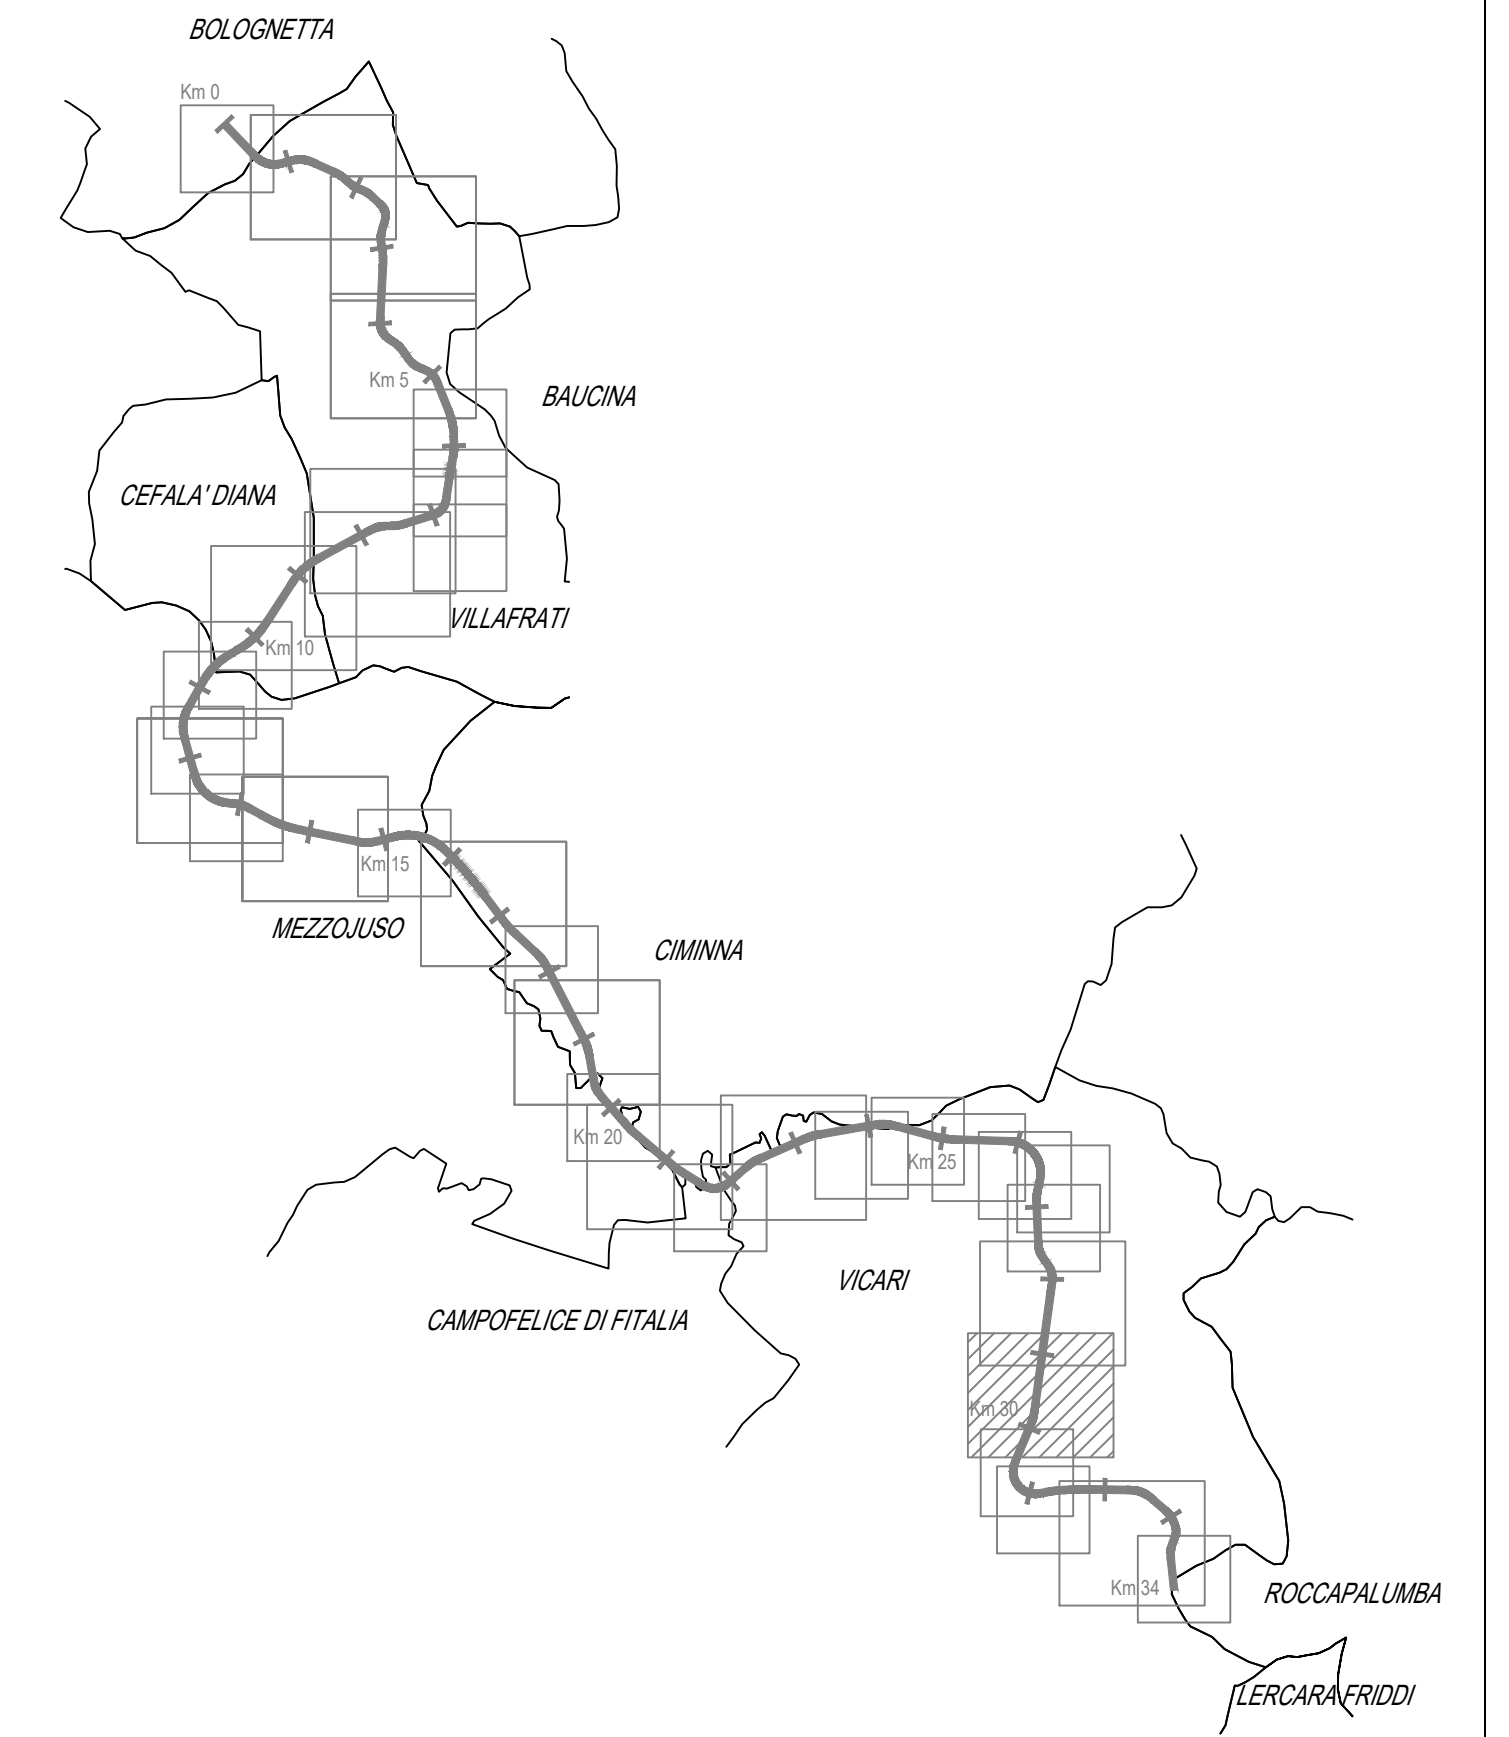 BOLOGNETTA
Km 0
Km 5
BAUCINA
CEFALA' DIANA
VILLAFRATI
Km 10
Km 15
MEZZOJUSO
CIMINNA
Km 20
Km 25
VICARI
CAMPOFELICE DI FITALIA
Km 30
Km 34
ROCCAPALUMBA
LERCARA FRIDDI